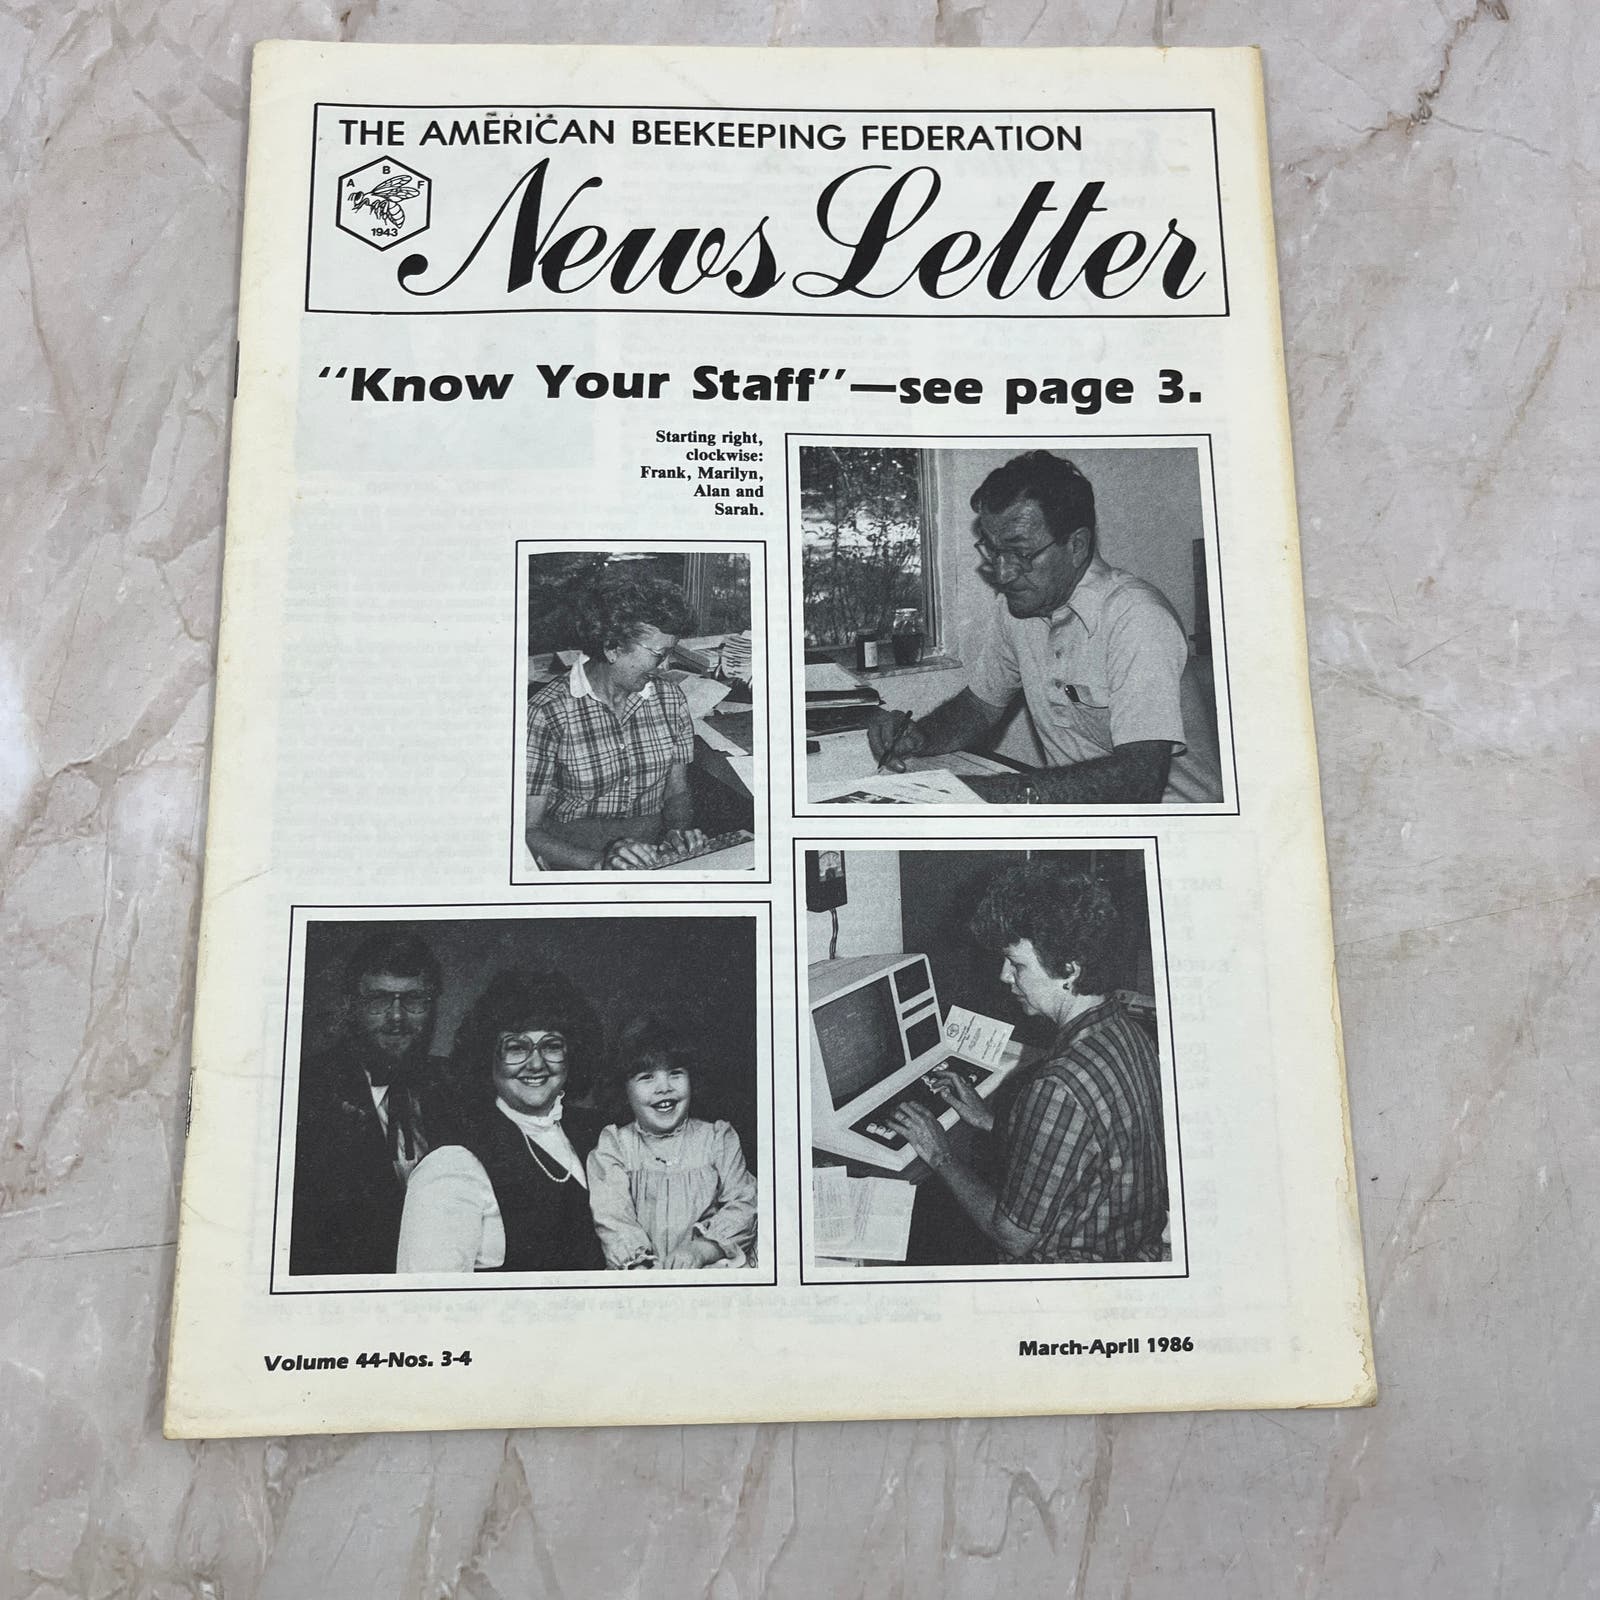 THE AMERICAN BEEKEEPING FEDERATION
A B F
1943
News Letter
"Know Your Staff"—see page 3.
Starting right,
clockwise:
Frank, Marilyn,
Alan and
Sarah.
Volume 44-Nos. 3-4
March-April 1986